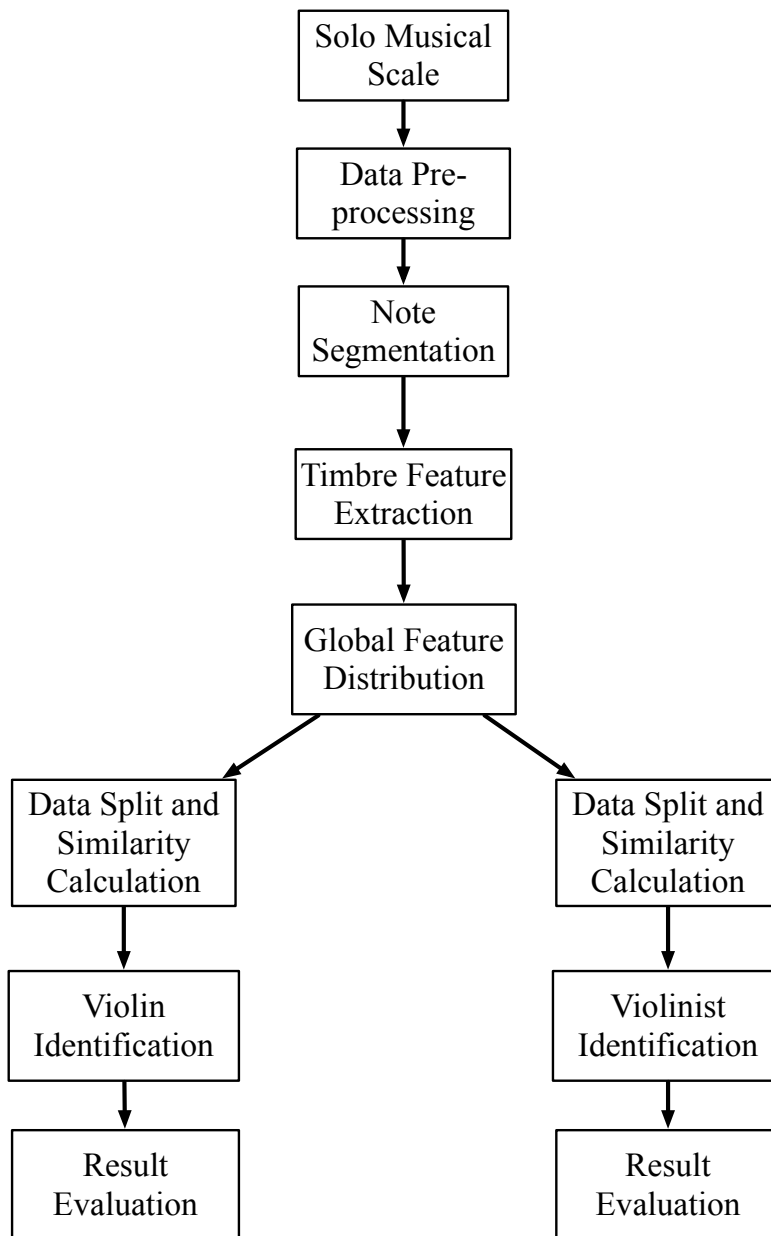 Solo Musical
Scale
Data Pre-
processing
Note
Segmentation
Timbre Feature
Extraction
Global Feature
Distribution
Data Split and
Similarity
Calculation
Data Split and
Similarity
Calculation
Violin
Identification
Violinist
Identification
Result
Evaluation
Result
Evaluation